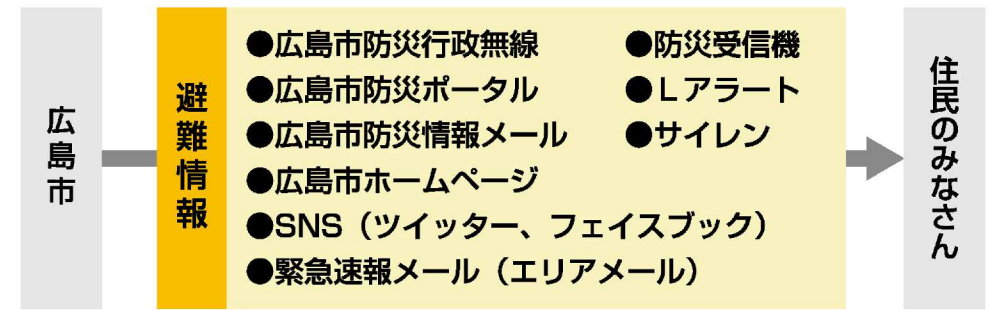 広島市
避難情報
●広島市防災行政無線
●広島市防災ポータル
●広島市防災情報メール
●広島市ホームページ
●SNS（ツイッター、フェイスブック）
●緊急速報メール（エリアメール）
●防災受信機
●Lアラート
●サイレン
住民のみなさん